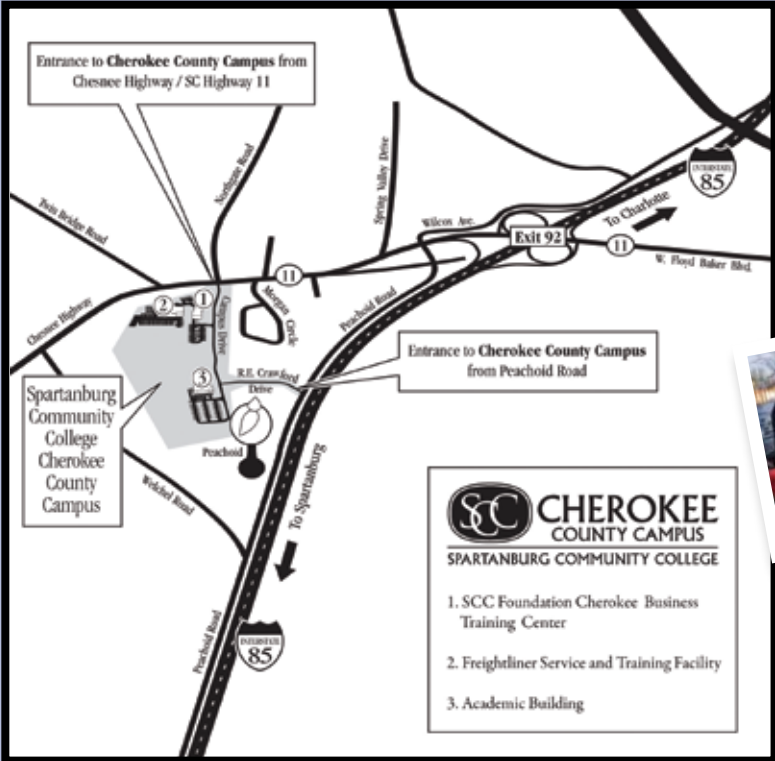 Entrance to Cherokee County Campus from
Chesnee Highway / SC Highway 11
Northgate Road
Spring Valley Drive
INTERSTATE
85
To Charlotte
Twin Bridge Road
Wilcox Ave.
Exit 92
11
W. Floyd Baker Blvd.
11
Chesnee Highway
1
2
Campus Drive
Morgan Circle
Peachoid Road
Entrance to Cherokee County Campus
from Peachoid Road
3
R.E. Crawford
Drive
Spartanburg
Community
College
Cherokee
County
Campus
Peachoid
Welchel Road
To Spartanburg
Peachoid Road
INTERSTATE
85
SCC CHEROKEE
COUNTY CAMPUS
SPARTANBURG COMMUNITY COLLEGE
1. SCC Foundation Cherokee Business
Training Center
2. Freightliner Service and Training Facility
3. Academic Building